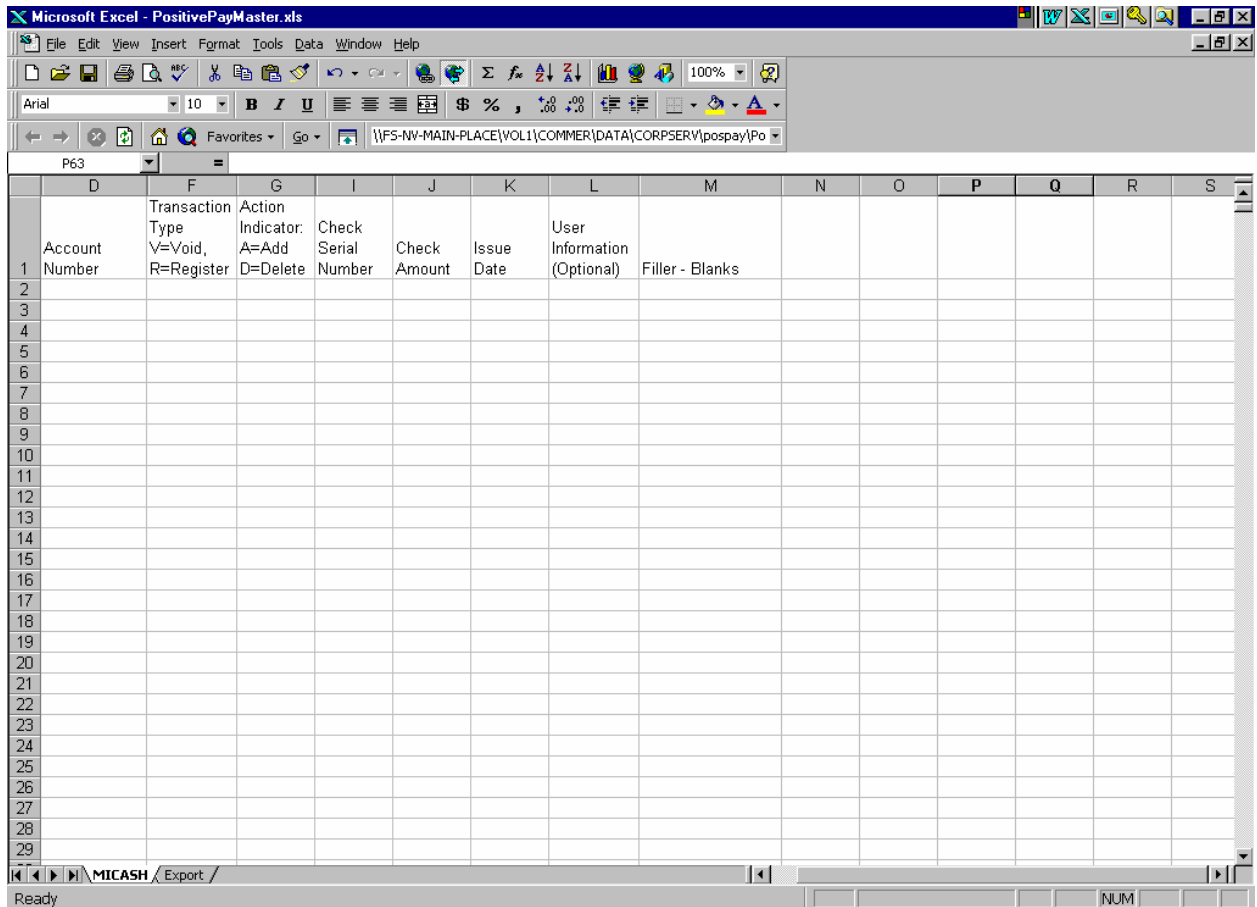 Microsoft Excel - PositivePayMaster.xls
File Edit View Insert Format Tools Data Window Help
100%
Arial 10 B I U $ % ,
Favorites Go \\FS-NV-MAIN-PLACE\VOL1\COMMER\DATA\CORPSERV\pospay\Po
P63 =
D F G I J K L M N O P Q R S
Transaction Action
Type Indicator: Check User
Account V=Void, A=Add Serial Check Issue Information
1 Number R=Register D=Delete Number Amount Date (Optional) Filler - Blanks
2
3
4
5
6
7
8
9
10
11
12
13
14
15
16
17
18
19
20
21
22
23
24
25
26
27
28
29
MICASH Export
Ready NUM